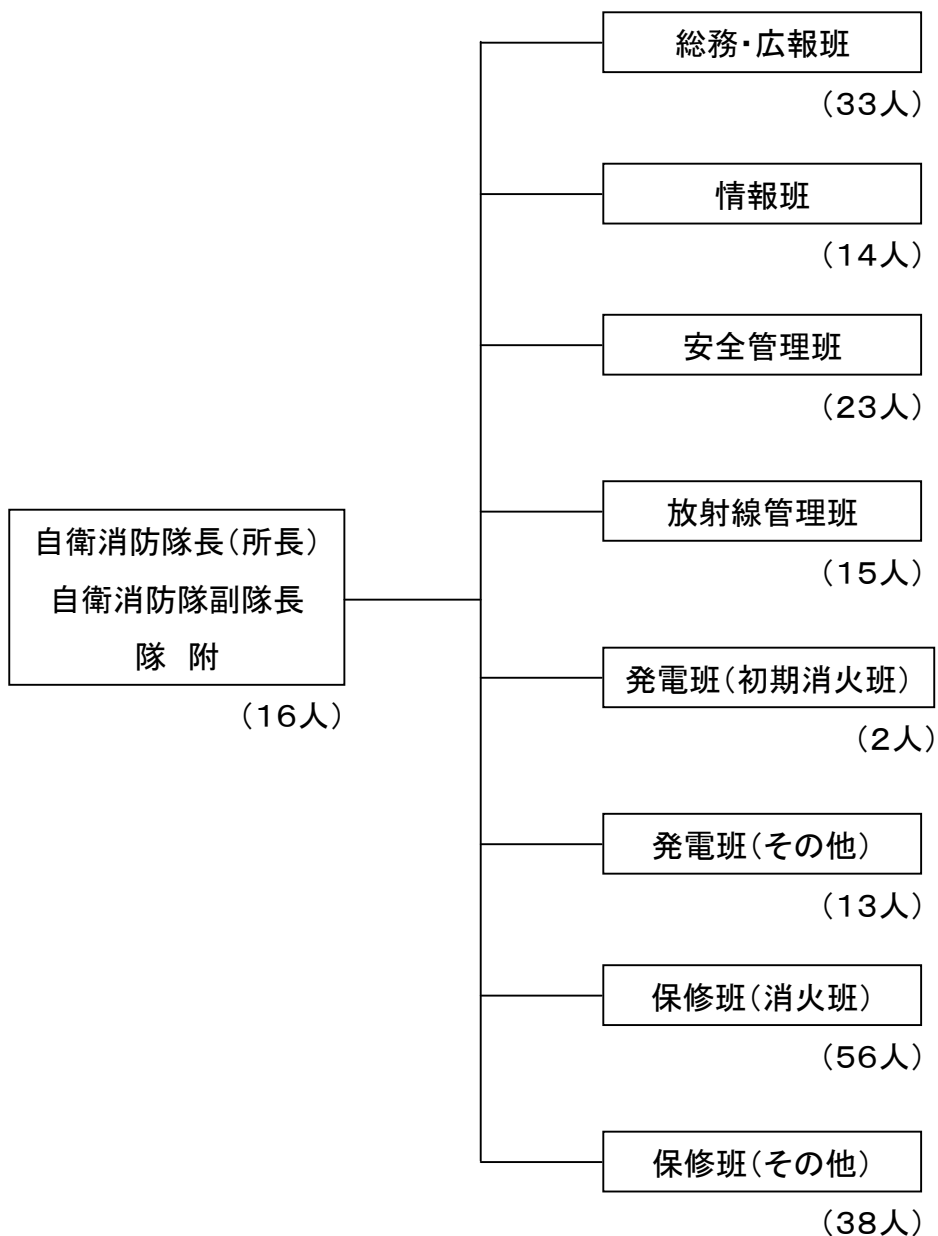 総務・広報班
（33人）
情報班
（14人）
安全管理班
（23人）
放射線管理班
（15人）
自衛消防隊長（所長）
自衛消防隊副隊長
隊　附
（16人）
発電班（初期消火班）
（2人）
発電班（その他）
（13人）
保修班（消火班）
（56人）
保修班（その他）
（38人）